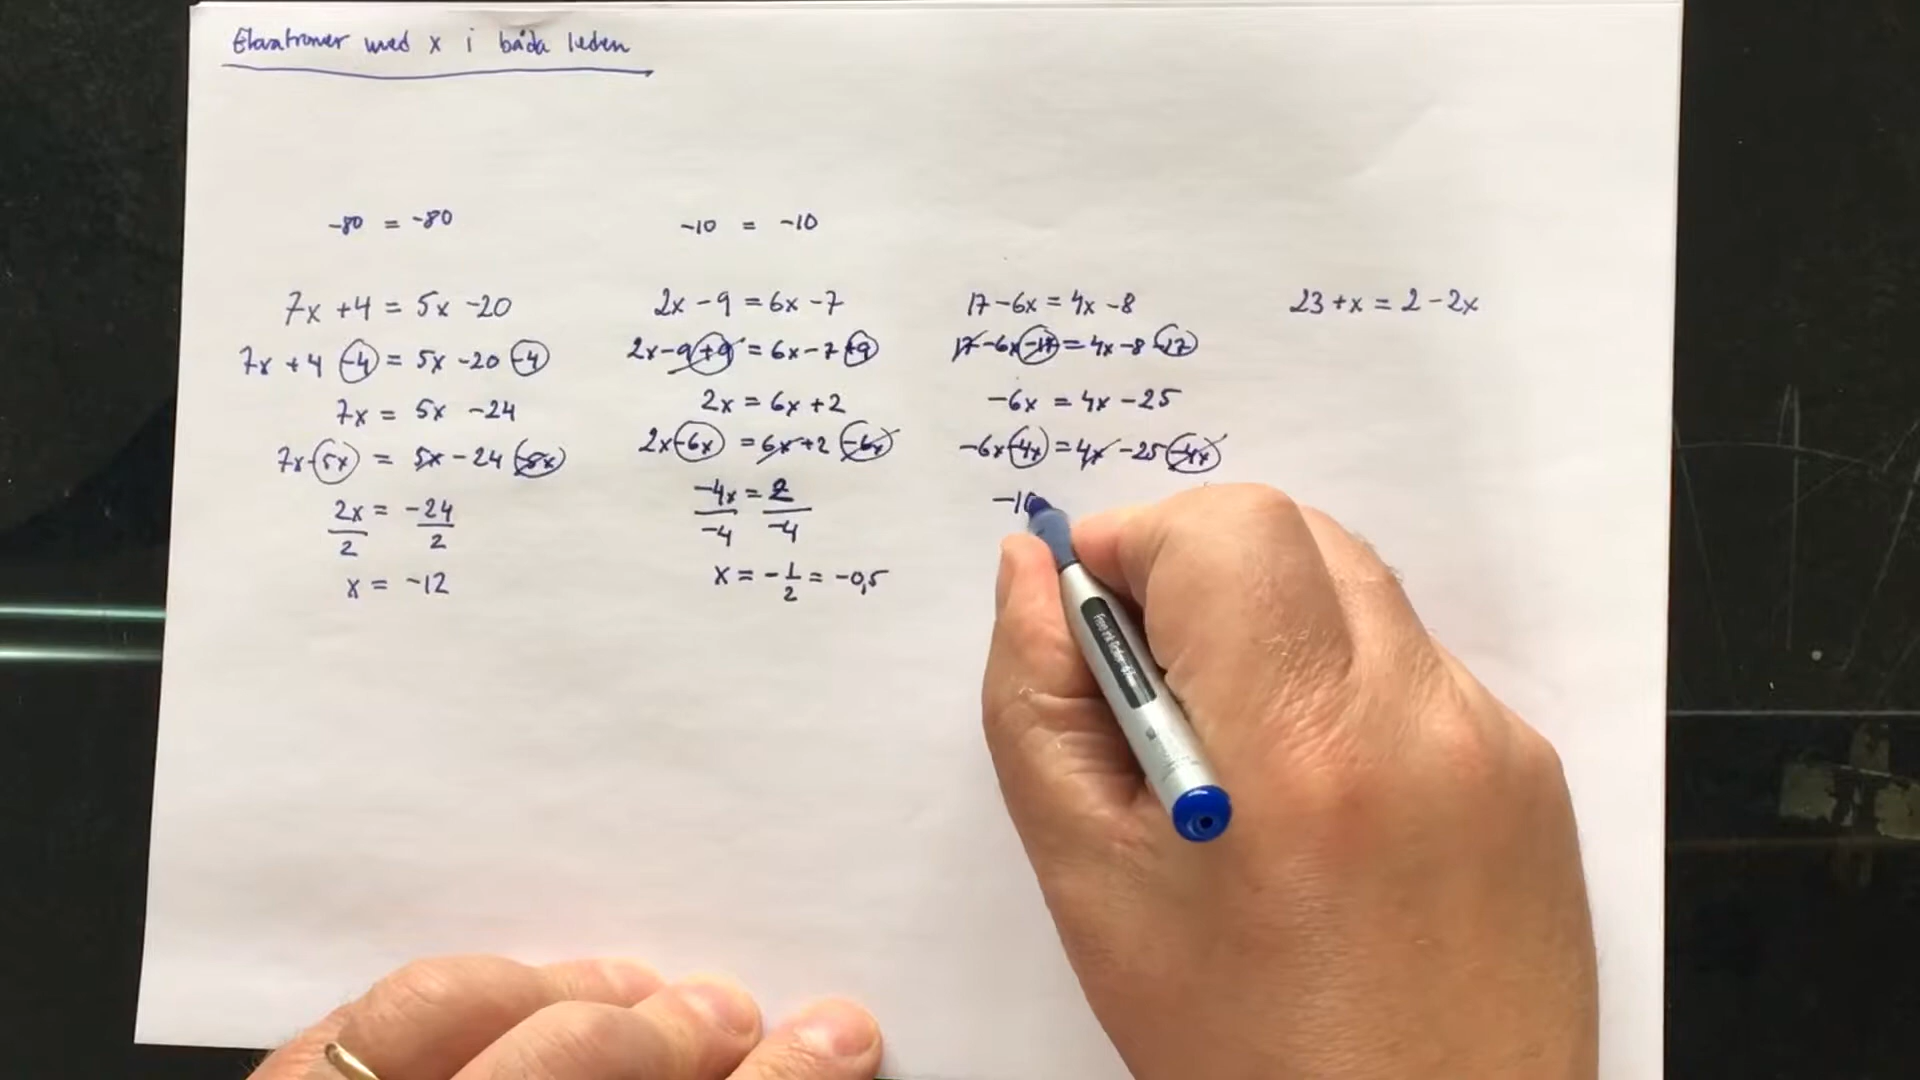 Ekvationer med x i båda leden
-80 = -80
7x + 4 = 5x - 20
7x + 4 -4 = 5x - 20 -4
7x = 5x - 24
7x -5x = 5x - 24 -5x
2x/2 = -24/2
x = -12
-10 = -10
2x - 9 = 6x - 7
2x - 9 +9 = 6x - 7 +9
2x = 6x + 2
2x -6x = 6x + 2 -6x
-4x/-4 = 2/-4
x = -1/2 = -0,5
17 - 6x = 4x - 8
17 - 6x -17 = 4x - 8 -17
-6x = 4x - 25
-6x -4x = 4x - 25 -4x
-10
23 + x = 2 - 2x